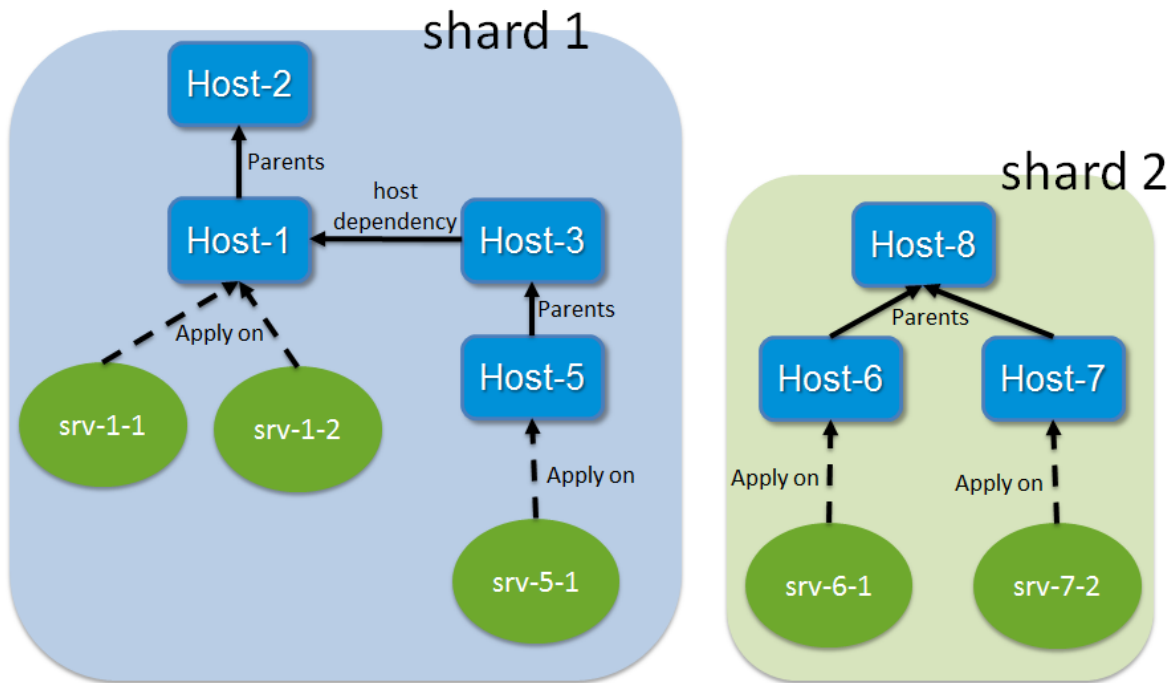 shard 1
Host-2
Parents
host
dependency
Host-1
Host-3
Apply on
Parents
Host-5
srv-1-1
srv-1-2
Apply on
srv-5-1
shard 2
Host-8
Parents
Host-6
Host-7
Apply on
Apply on
srv-6-1
srv-7-2